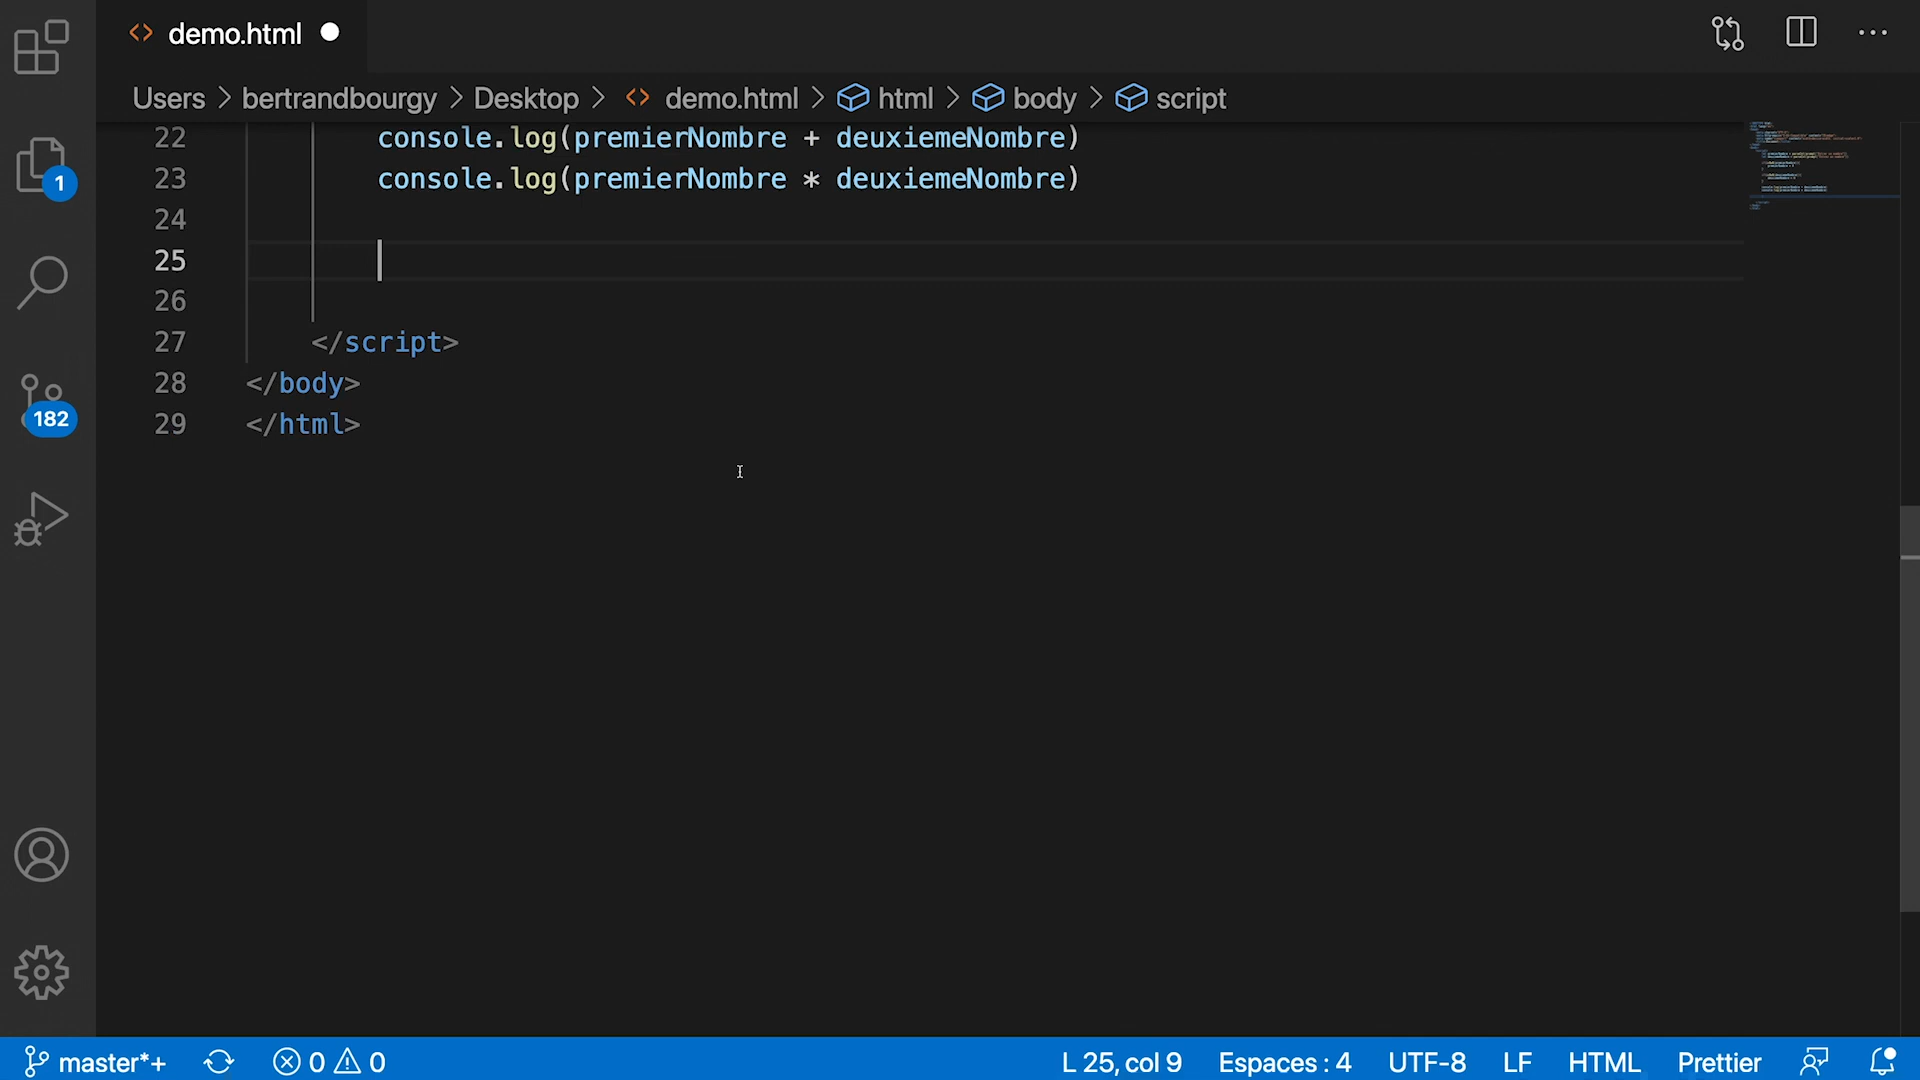 demo.html
Users > bertrandbourgy > Desktop > demo.html > html > body > script
22 console.log(premierNombre + deuxiemeNombre)
23 console.log(premierNombre * deuxiemeNombre)
24
25
26
27 </script>
28 </body>
29 </html>
1
182
master*+ 0 0 L 25, col 9 Espaces : 4 UTF-8 LF HTML Prettier